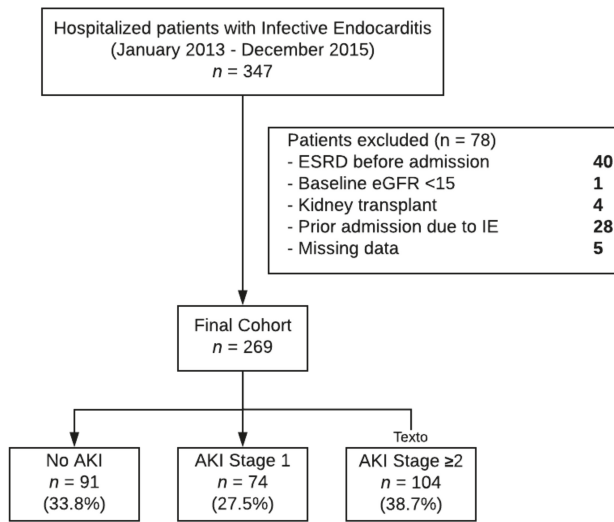 Hospitalized patients with Infective Endocarditis
(January 2013 - December 2015)
n = 347
Patients excluded (n = 78)
- ESRD before admission 40
- Baseline eGFR <15 1
- Kidney transplant 4
- Prior admission due to IE 28
- Missing data 5
Final Cohort
n = 269
Texto
No AKI
n = 91
(33.8%)
AKI Stage 1
n = 74
(27.5%)
AKI Stage ≥2
n = 104
(38.7%)